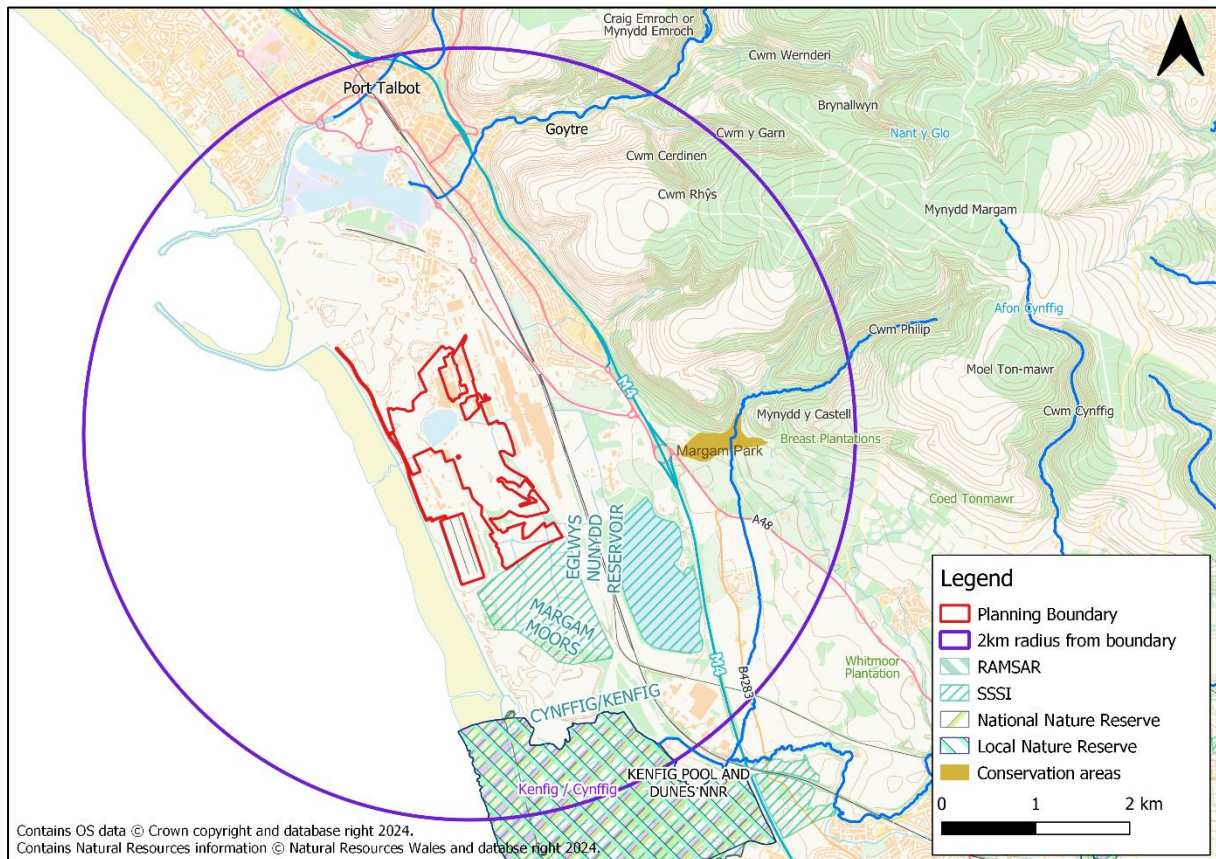 Craig Emroch or
Mynydd Emroch
Cwm Wernderi
Port Talbot
Brynallwyn
Goytre
Cwm y Garn
Nant y Glo
Cwm Cerdinen
Cwm Rhŷs
Mynydd Margam
Afon Cynffig
Cwm Philip
Moel Ton-mawr
M4
Mynydd y Castell
Cwm Cynffig
Breast Plantations
Margam Park
Coed Tonmawr
A48
EGLWYS
NUNYDD
RESERVOIR
MARGAM
MOORS
M4
B4283
Whitmoor
Plantation
CYNFFIG/KENFIG
KENFIG POOL AND
DUNES NNR
Kenfig / Cynffig
Legend
Planning Boundary
2km radius from boundary
RAMSAR
SSSI
National Nature Reserve
Local Nature Reserve
Conservation areas
0 1 2 km
Contains OS data © Crown copyright and database right 2024.
Contains Natural Resources information © Natural Resources Wales and databse right 2024.